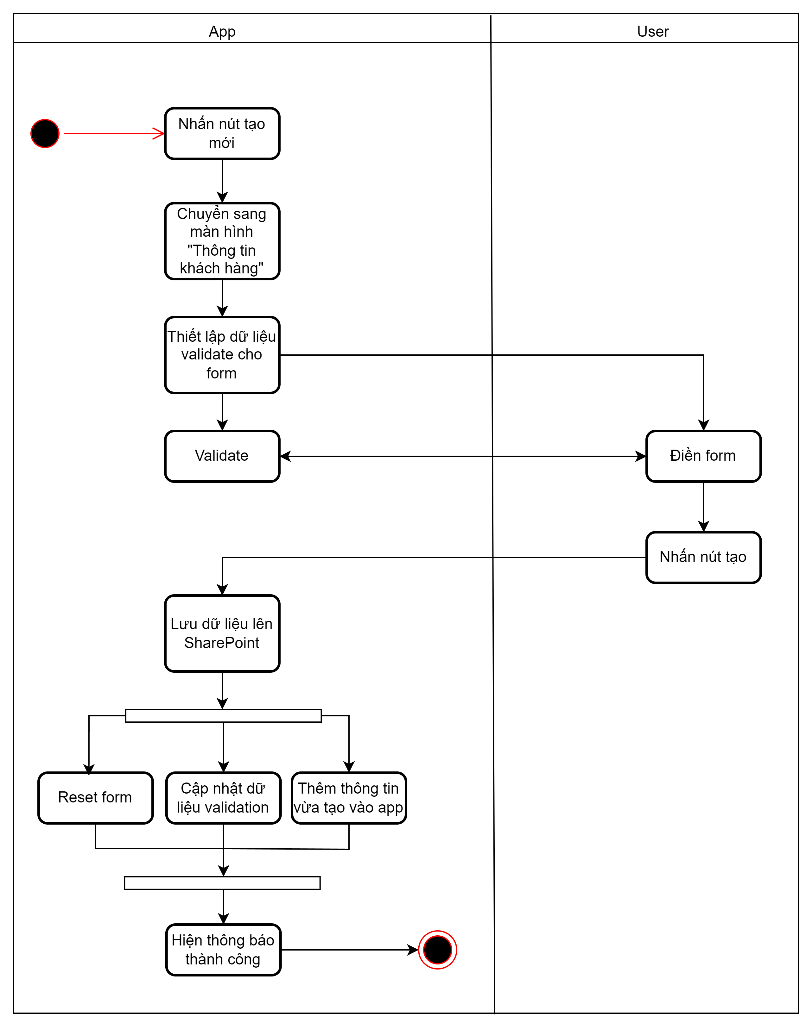 App
User
Nhấn nút tạo
mới
Chuyển sang
màn hình
"Thông tin
khách hàng"
Thiết lập dữ liệu
validate cho
form
Validate
Điền form
Nhấn nút tạo
Lưu dữ liệu lên
SharePoint
Reset form
Cập nhật dữ
liệu validation
Thêm thông tin
vừa tạo vào app
Hiện thông báo
thành công